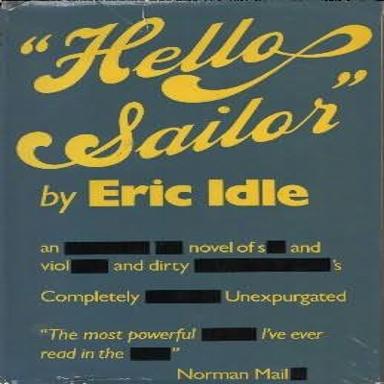 "Hello
Sailor"
by Eric Idle
an novel of s and
viol and dirty 's
Completely Unexpurgated
"The most powerful I've ever
read in the "
Norman Mail